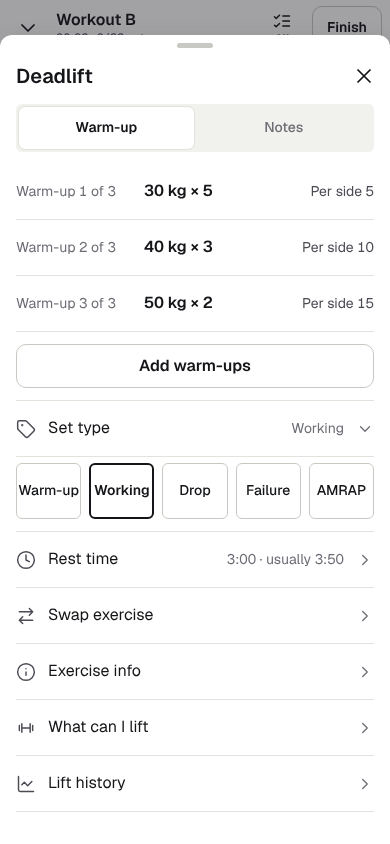 Workout B
Finish
Deadlift
Warm-up
Notes
Warm-up 1 of 3 30 kg × 5 Per side 5
Warm-up 2 of 3 40 kg × 3 Per side 10
Warm-up 3 of 3 50 kg × 2 Per side 15
Add warm-ups
Set type Working
Warm-up Working Drop Failure AMRAP
Rest time 3:00 · usually 3:50
Swap exercise
Exercise info
What can I lift
Lift history